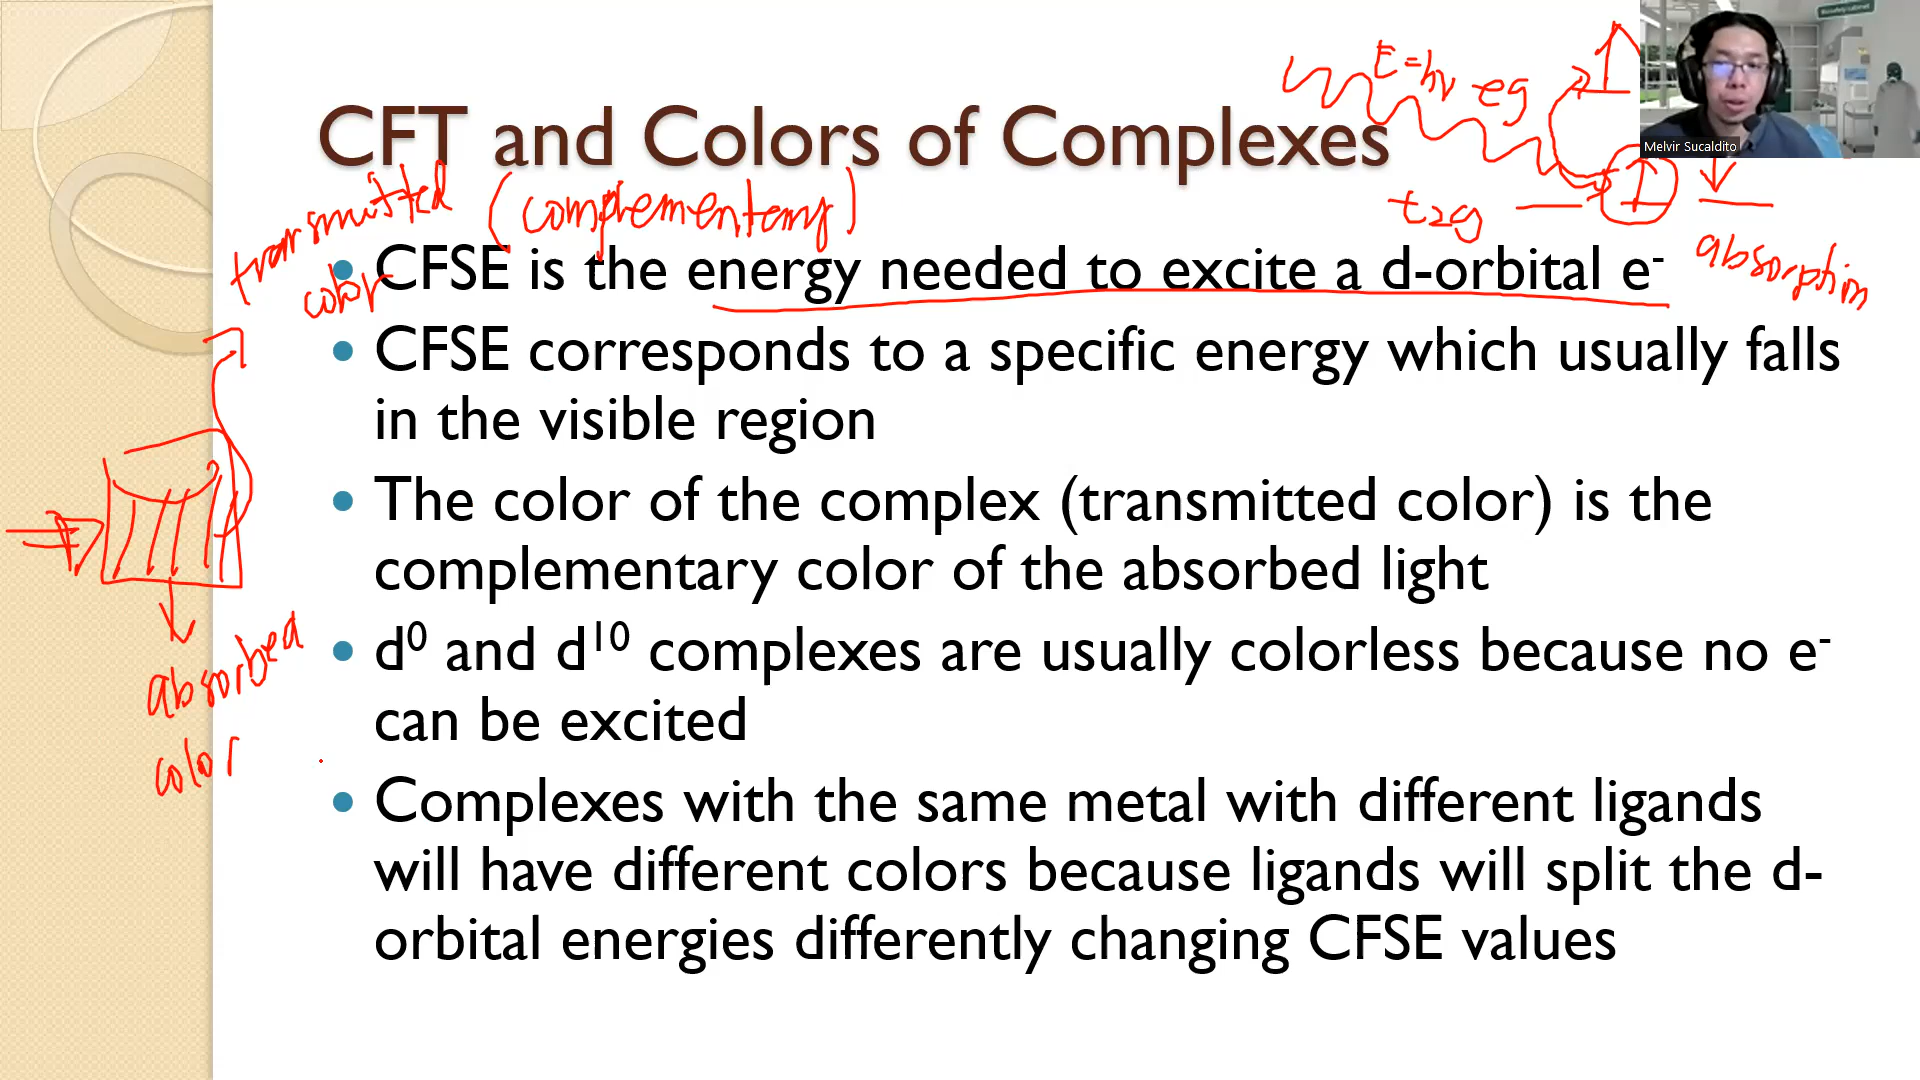 CFT and Colors of Complexes
E=hν
eg
t2g
absorption
Melvir Sucaldito
transmitted
color
(complementary)
• CFSE is the energy needed to excite a d-orbital e⁻
• CFSE corresponds to a specific energy which usually falls
in the visible region
• The color of the complex (transmitted color) is the
complementary color of the absorbed light
• d⁰ and d¹⁰ complexes are usually colorless because no e⁻
can be excited
• Complexes with the same metal with different ligands
will have different colors because ligands will split the d-
orbital energies differently changing CFSE values
absorbed
color